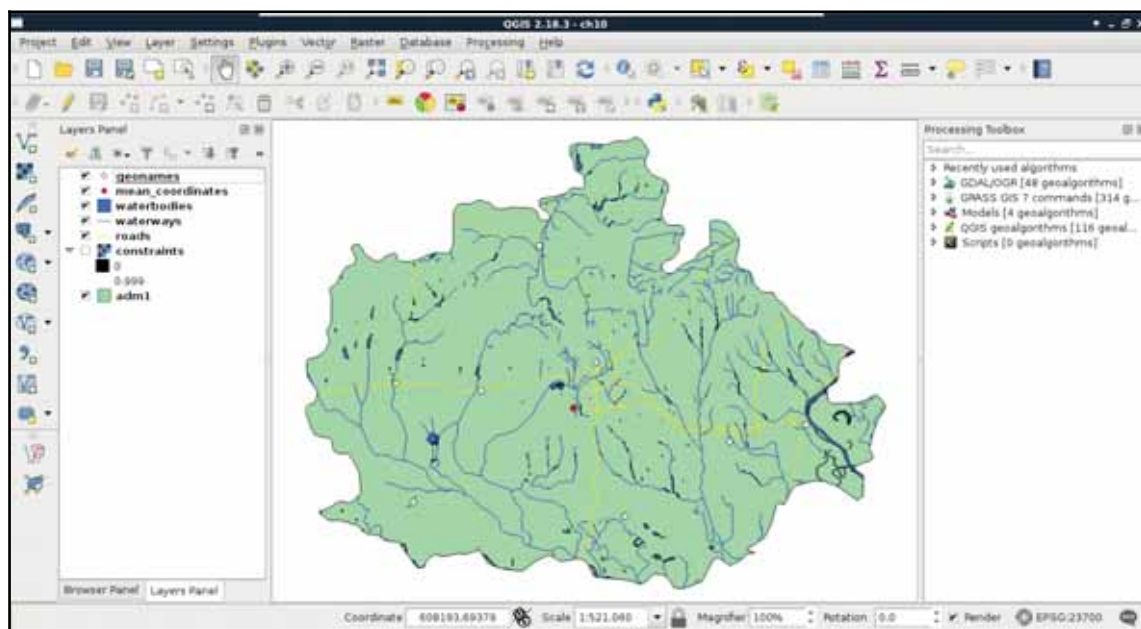 QGIS 2.18.3 - ch10
Project Edit View Layer Settings Plugins Vector Raster Database Processing Help
Layers Panel
geonames
mean_coordinates
waterbodies
waterways
roads
constraints
0
0.999
adm1
Browser Panel Layers Panel
Processing Toolbox
Search...
Recently used algorithms
GDAL/OGR [48 geoalgorithms]
GRASS GIS 7 commands [314 g...
Models [4 geoalgorithms]
QGIS geoalgorithms [116 geoal...
Scripts [0 geoalgorithms]
Coordinate 608193,69378 Scale 1:521.060 Magnifier 100% Rotation 0.0 Render EPSG:23700